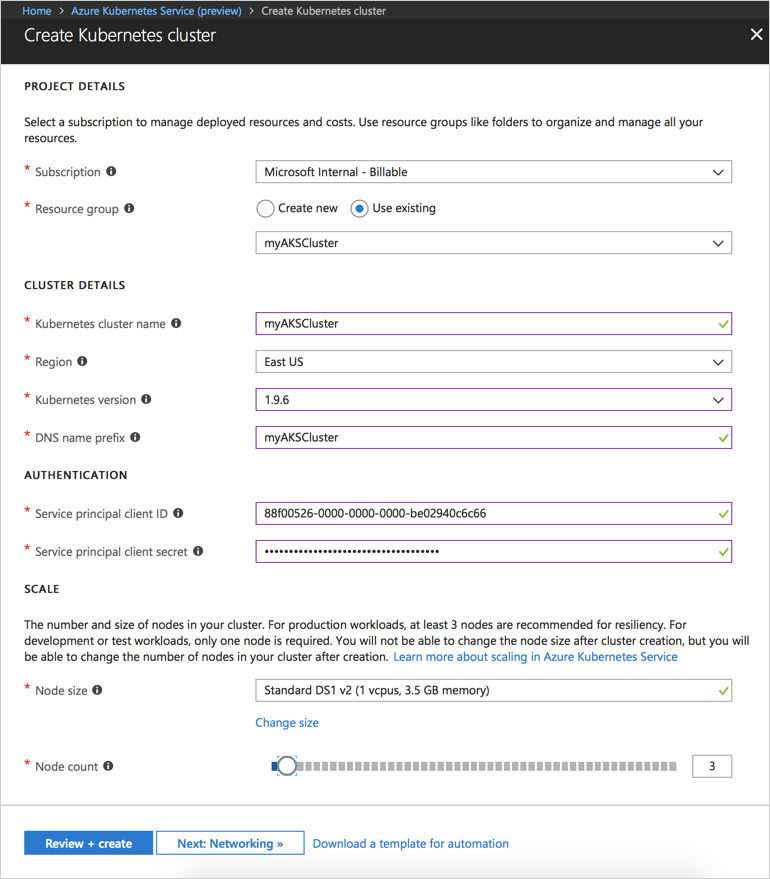 Home > Azure Kubernetes Service (preview) > Create Kubernetes cluster
Create Kubernetes cluster
PROJECT DETAILS
Select a subscription to manage deployed resources and costs. Use resource groups like folders to organize and manage all your
resources.
* Subscription Microsoft Internal - Billable
* Resource group Create new Use existing
myAKSCluster
CLUSTER DETAILS
* Kubernetes cluster name myAKSCluster
* Region East US
* Kubernetes version 1.9.6
* DNS name prefix myAKSCluster
AUTHENTICATION
* Service principal client ID 88f00526-0000-0000-0000-be02940c6c66
* Service principal client secret ••••••••••••••••••••••••••••••••••••
SCALE
The number and size of nodes in your cluster. For production workloads, at least 3 nodes are recommended for resiliency. For
development or test workloads, only one node is required. You will not be able to change the node size after cluster creation, but you will
be able to change the number of nodes in your cluster after creation. Learn more about scaling in Azure Kubernetes Service
* Node size Standard DS1 v2 (1 vcpus, 3.5 GB memory)
Change size
* Node count 3
Review + create Next: Networking » Download a template for automation